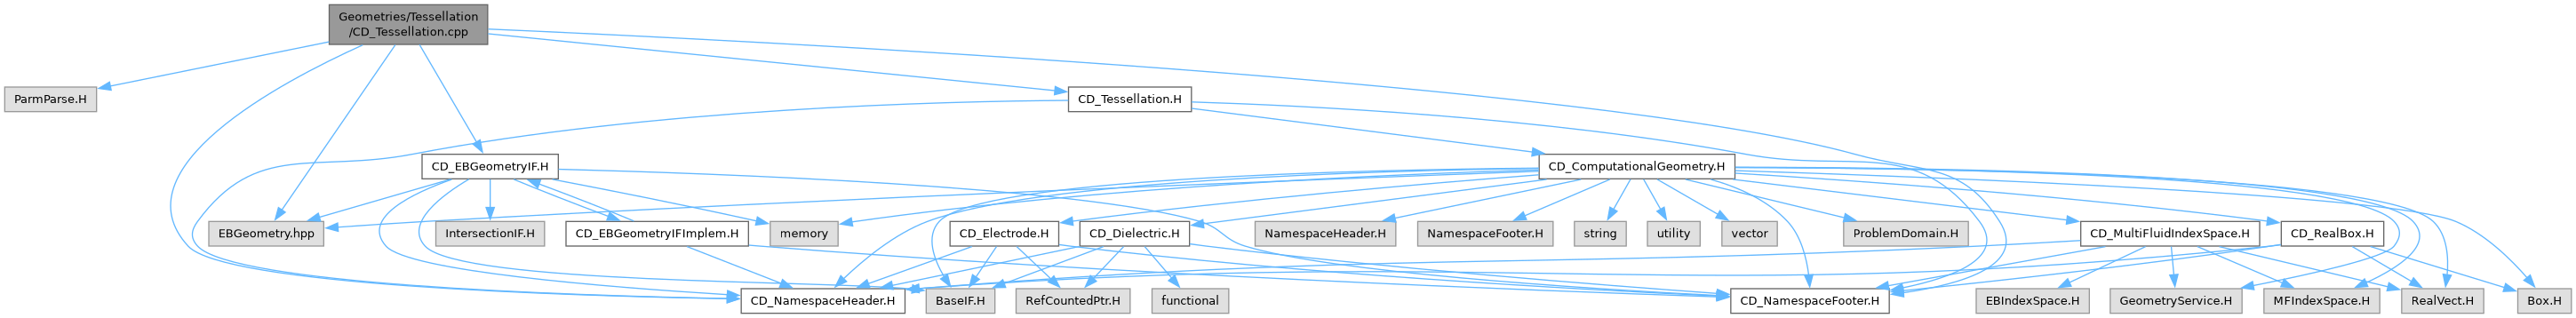 Geometries/Tessellation
/CD_Tessellation.cpp
ParmParse.H
CD_Tessellation.H
CD_EBGeometryIF.H
CD_ComputationalGeometry.H
EBGeometry.hpp
IntersectionIF.H
CD_EBGeometryIFImplem.H
memory
CD_Electrode.H
CD_Dielectric.H
NamespaceHeader.H
NamespaceFooter.H
string
utility
vector
ProblemDomain.H
CD_MultiFluidIndexSpace.H
CD_RealBox.H
CD_NamespaceHeader.H
BaseIF.H
RefCountedPtr.H
functional
CD_NamespaceFooter.H
EBIndexSpace.H
GeometryService.H
MFIndexSpace.H
RealVect.H
Box.H